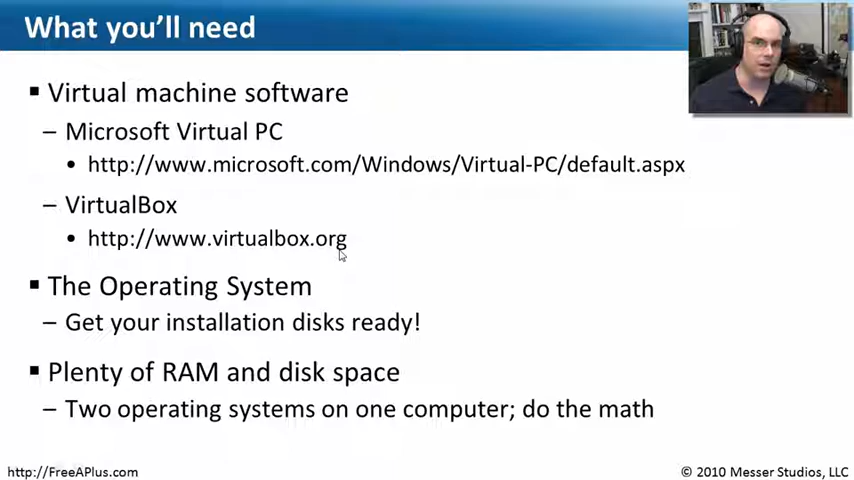 What you'll need
▪ Virtual machine software
– Microsoft Virtual PC
• http://www.microsoft.com/Windows/Virtual-PC/default.aspx
– VirtualBox
• http://www.virtualbox.org
▪ The Operating System
– Get your installation disks ready!
▪ Plenty of RAM and disk space
– Two operating systems on one computer; do the math
http://FreeAPlus.com
© 2010 Messer Studios, LLC